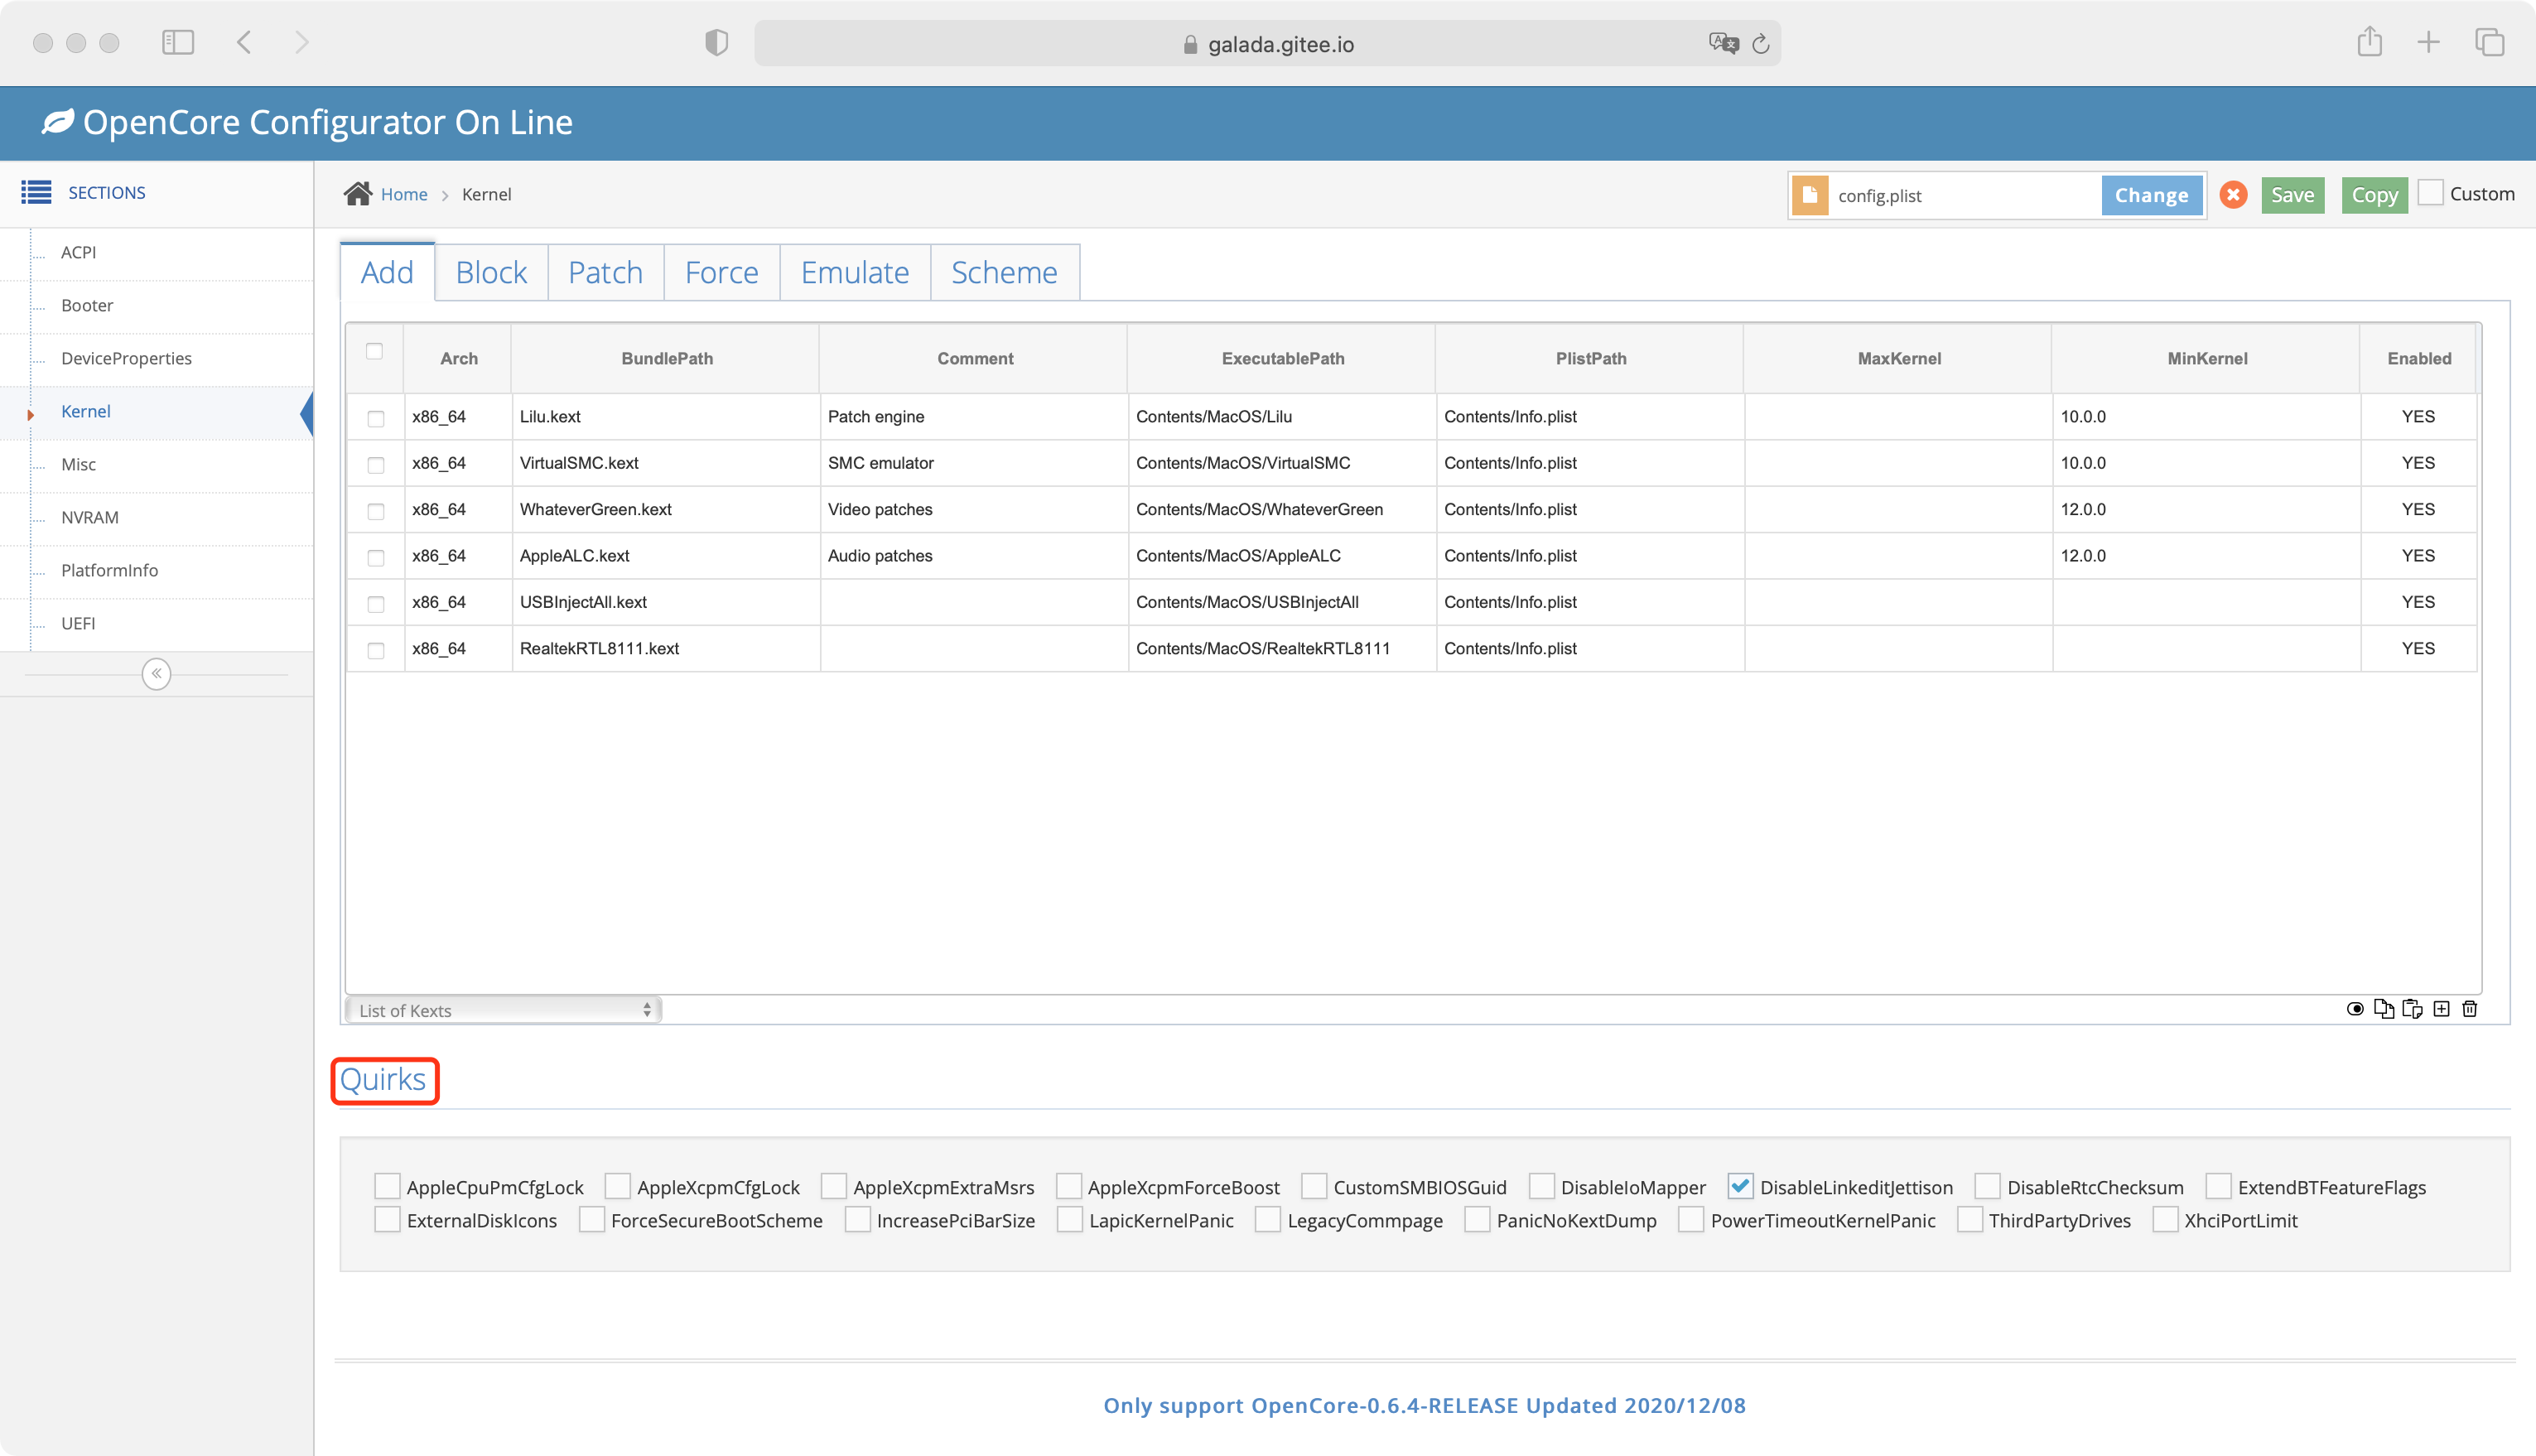 galada.gitee.io
OpenCore Configurator On Line
SECTIONS
Home > Kernel
config.plist Change Save Copy Custom
ACPI
Booter
DeviceProperties
Kernel
Misc
NVRAM
PlatformInfo
UEFI
Add Block Patch Force Emulate Scheme
Arch BundlePath Comment ExecutablePath PlistPath MaxKernel MinKernel Enabled
x86_64 Lilu.kext Patch engine Contents/MacOS/Lilu Contents/Info.plist 10.0.0 YES
x86_64 VirtualSMC.kext SMC emulator Contents/MacOS/VirtualSMC Contents/Info.plist 10.0.0 YES
x86_64 WhateverGreen.kext Video patches Contents/MacOS/WhateverGreen Contents/Info.plist 12.0.0 YES
x86_64 AppleALC.kext Audio patches Contents/MacOS/AppleALC Contents/Info.plist 12.0.0 YES
x86_64 USBInjectAll.kext Contents/MacOS/USBInjectAll Contents/Info.plist YES
x86_64 RealtekRTL8111.kext Contents/MacOS/RealtekRTL8111 Contents/Info.plist YES
List of Kexts
Quirks
AppleCpuPmCfgLock AppleXcpmCfgLock AppleXcpmExtraMsrs AppleXcpmForceBoost CustomSMBIOSGuid DisableIoMapper DisableLinkeditJettison DisableRtcChecksum ExtendBTFeatureFlags
ExternalDiskIcons ForceSecureBootScheme IncreasePciBarSize LapicKernelPanic LegacyCommpage PanicNoKextDump PowerTimeoutKernelPanic ThirdPartyDrives XhciPortLimit
Only support OpenCore-0.6.4-RELEASE Updated 2020/12/08